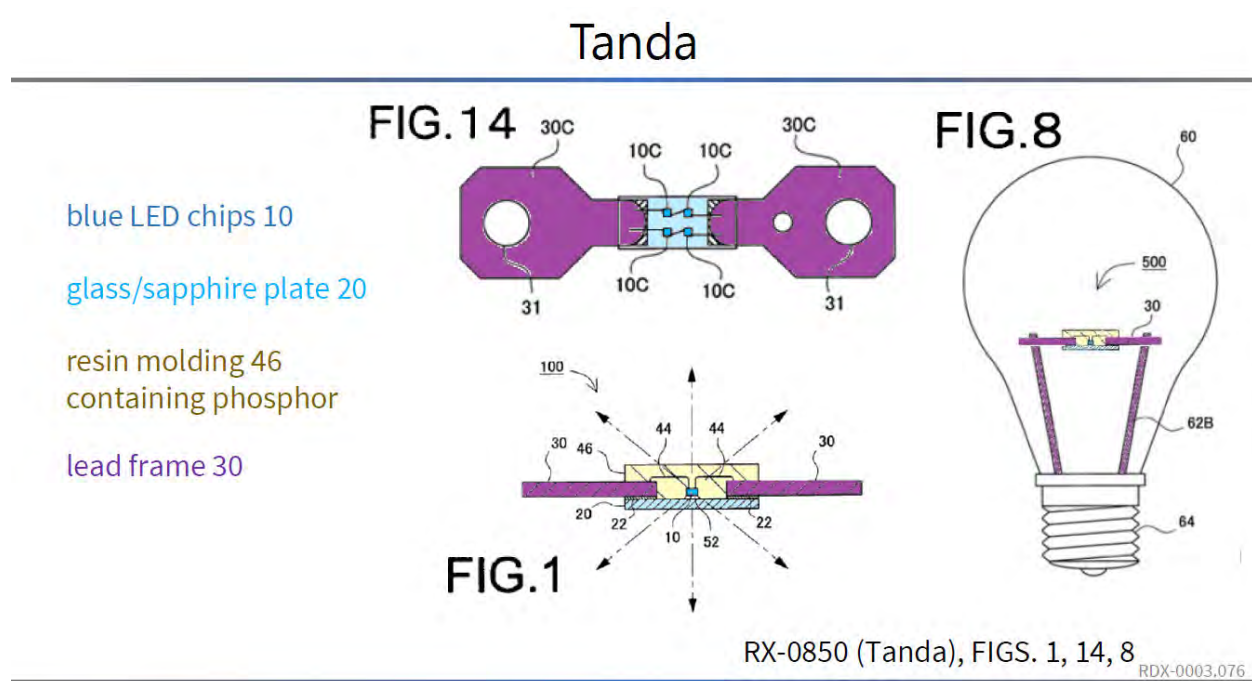 Tanda
FIG.14
30C
30C
10C
10C
10C
10C
31
31
FIG.8
60
500
30
62B
64
blue LED chips 10
glass/sapphire plate 20
resin molding 46
containing phosphor
lead frame 30
100
44
44
30
46
30
20
22
10
52
22
FIG.1
RX-0850 (Tanda), FIGS. 1, 14, 8
RDX-0003.076